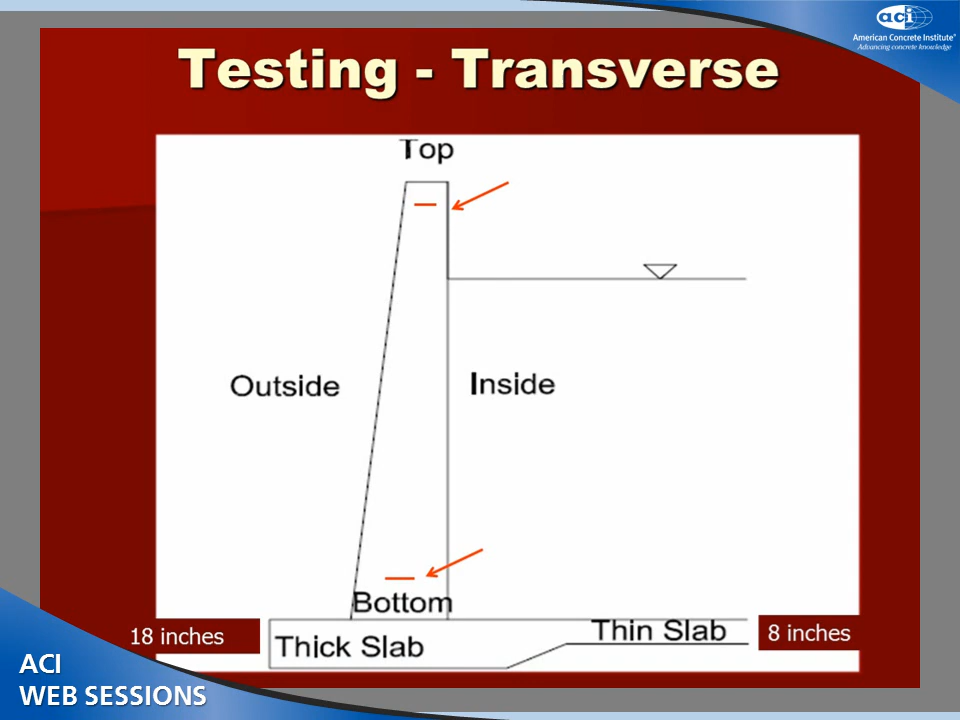 aci
American Concrete Institute®
Advancing concrete knowledge
Testing - Transverse
Top
Outside
Inside
Bottom
18 inches
Thick Slab
Thin Slab
8 inches
ACI
WEB SESSIONS